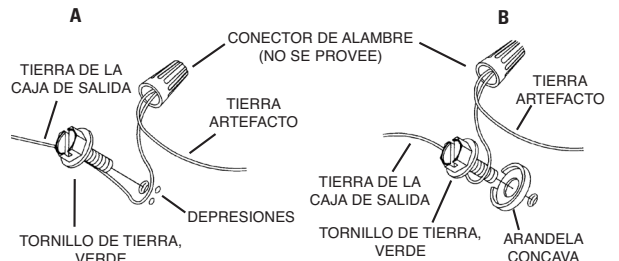 A
B
CONECTOR DE ALAMBRE
(NO SE PROVEE)
TIERRA DE LA
CAJA DE SALIDA
TIERRA
ARTEFACTO
DEPRESIONES
TORNILLO DE TIERRA,
VERDE
TIERRA
ARTEFACTO
TIERRA DE LA
CAJA DE SALIDA
TORNILLO DE TIERRA,
VERDE
ARANDELA
CONCAVA